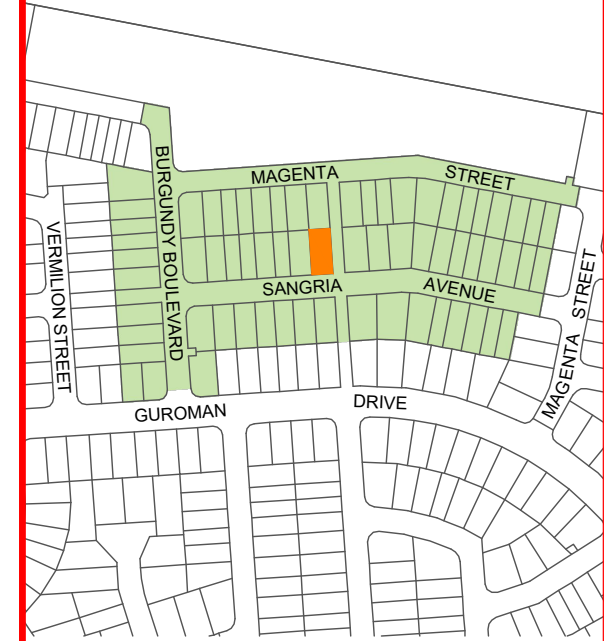 MAGENTA
STREET
BURGUNDY BOULEVARD
VERMILION STREET
SANGRIA
AVENUE
MAGENTA STREET
GUROMAN
DRIVE